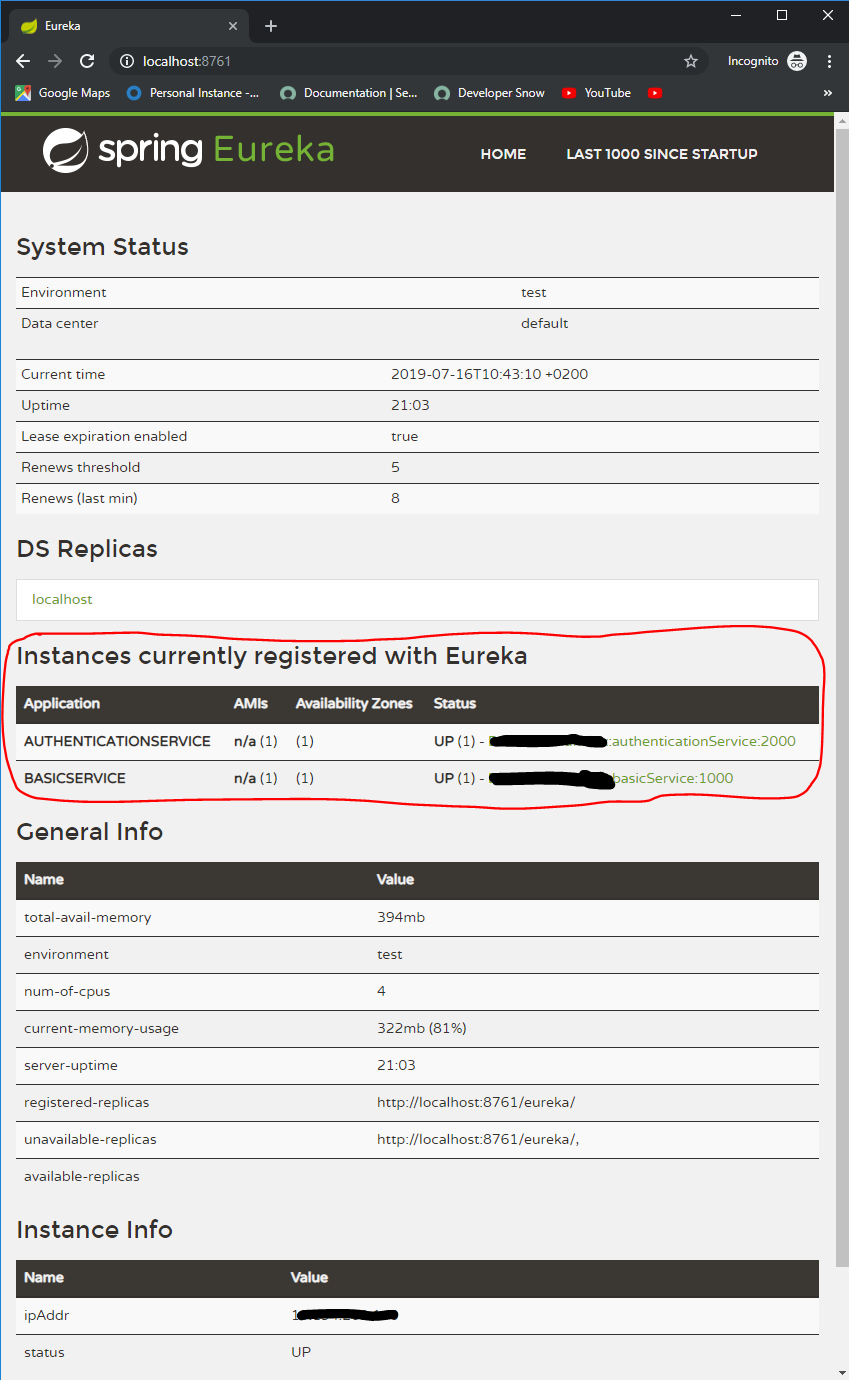 Eureka
localhost:8761
Incognito
Google Maps Personal Instance -... Documentation | Se... Developer Snow YouTube »
spring Eureka HOME LAST 1000 SINCE STARTUP
System Status
Environment test
Data center default
Current time 2019-07-16T10:43:10 +0200
Uptime 21:03
Lease expiration enabled true
Renews threshold 5
Renews (last min) 8
DS Replicas
localhost
Instances currently registered with Eureka
Application AMIs Availability Zones Status
AUTHENTICATIONSERVICE n/a (1) (1) UP (1) - :authenticationService:2000
BASICSERVICE n/a (1) (1) UP (1) - basicService:1000
General Info
Name Value
total-avail-memory 394mb
environment test
num-of-cpus 4
current-memory-usage 322mb (81%)
server-uptime 21:03
registered-replicas http://localhost:8761/eureka/
unavailable-replicas http://localhost:8761/eureka/,
available-replicas
Instance Info
Name Value
ipAddr
status UP